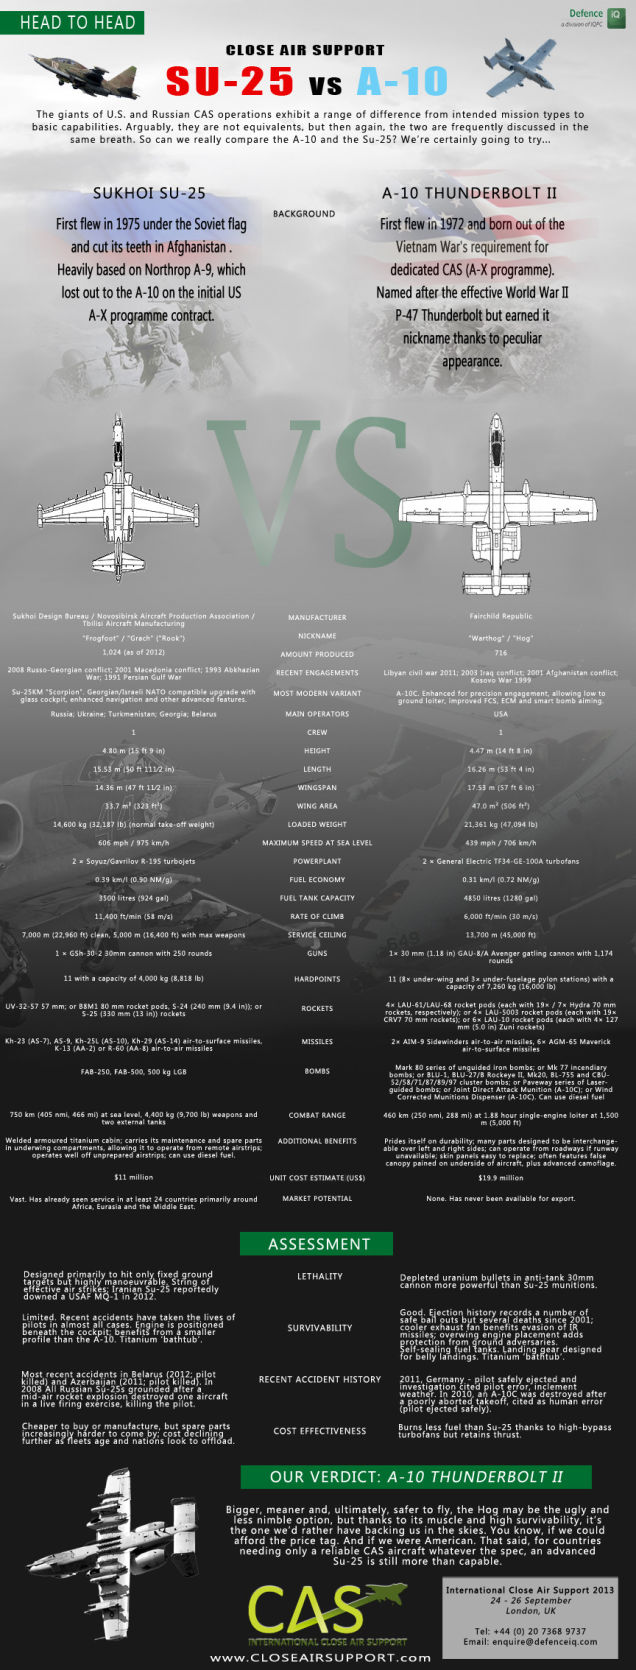 HEAD TO HEAD
Defence iQ
a division of IQPC
CLOSE AIR SUPPORT
SU-25 vs A-10
The giants of U.S. and Russian CAS operations exhibit a range of difference from intended mission types to
basic capabilities. Arguably, they are not equivalents, but then again, the two are frequently discussed in the
same breath. So can we really compare the A-10 and the Su-25? We're certainly going to try...
SUKHOI SU-25
First flew in 1975 under the Soviet flag
and cut its teeth in Afghanistan .
Heavily based on Northrop A-9, which
lost out to the A-10 on the initial US
A-X programme contract.
BACKGROUND
A-10 THUNDERBOLT II
First flew in 1972 and born out of the
Vietnam War's requirement for
dedicated CAS (A-X programme).
Named after the effective World War II
P-47 Thunderbolt but earned it
nickname thanks to peculiar
appearance.
VS
Sukhoi Design Bureau / Novosibirsk Aircraft Production Association /
Tbilisi Aircraft Manufacturing
MANUFACTURER
Fairchild Republic
"Frogfoot" / "Grach" ("Rook")
NICKNAME
"Warthog" / "Hog"
1,024 (as of 2012)
AMOUNT PRODUCED
716
2008 Russo-Georgian conflict; 2001 Macedonia conflict; 1993 Abkhazian
War; 1991 Persian Gulf War
RECENT ENGAGEMENTS
Libyan civil war 2011; 2003 Iraq conflict; 2001 Afghanistan conflict;
Kosovo War 1999
Su-25KM "Scorpion". Georgian/Israeli NATO compatible upgrade with
glass cockpit, enhanced navigation and other advanced features.
MOST MODERN VARIANT
A-10C. Enhanced for precision engagement, allowing low to
ground loiter, improved FCS, ECM and smart bomb aiming.
Russia; Ukraine; Turkmenistan; Georgia; Belarus
MAIN OPERATORS
USA
1
CREW
1
4.80 m (15 ft 9 in)
HEIGHT
4.47 m (14 ft 8 in)
15.53 m (50 ft 111⁄2 in)
LENGTH
16.26 m (53 ft 4 in)
14.36 m (47 ft 11⁄2 in)
WINGSPAN
17.53 m (57 ft 6 in)
33.7 m² (323 ft²)
WING AREA
47.0 m² (506 ft²)
14,600 kg (32,187 lb) (normal take-off weight)
LOADED WEIGHT
21,361 kg (47,094 lb)
606 mph / 975 km/h
MAXIMUM SPEED AT SEA LEVEL
439 mph / 706 km/h
2 × Soyuz/Gavrilov R-195 turbojets
POWERPLANT
2 × General Electric TF34-GE-100A turbofans
0.39 km/l (0.90 NM/g)
FUEL ECONOMY
0.31 km/l (0.72 NM/g)
3500 litres (924 gal)
FUEL TANK CAPACITY
4850 litres (1280 gal)
11,400 ft/min (58 m/s)
RATE OF CLIMB
6,000 ft/min (30 m/s)
7,000 m (22,960 ft) clean, 5,000 m (16,400 ft) with max weapons
SERVICE CEILING
13,700 m (45,000 ft)
1 × GSh-30-2 30mm cannon with 250 rounds
GUNS
1× 30 mm (1.18 in) GAU-8/A Avenger gatling cannon with 1,174
rounds
11 with a capacity of 4,000 kg (8,818 lb)
HARDPOINTS
11 (8× under-wing and 3× under-fuselage pylon stations) with a
capacity of 7,260 kg (16,000 lb)
UV-32-57 57 mm; or B8M1 80 mm rocket pods, S-24 (240 mm (9.4 in)); or
S-25 (330 mm (13 in)) rockets
ROCKETS
4× LAU-61/LAU-68 rocket pods (each with 19× / 7× Hydra 70 mm
rockets, respectively); or 4× LAU-5003 rocket pods (each with 19×
CRV7 70 mm rockets); or 6× LAU-10 rocket pods (each with 4× 127
mm (5.0 in) Zuni rockets)
Kh-23 (AS-7), AS-9, Kh-25L (AS-10), Kh-29 (AS-14) air-to-surface missiles,
K-13 (AA-2) or R-60 (AA-8) air-to-air missiles
MISSILES
2× AIM-9 Sidewinders air-to-air missiles, 6× AGM-65 Maverick
air-to-surface missiles
FAB-250, FAB-500, 500 kg LGB
BOMBS
Mark 80 series of unguided iron bombs; or Mk 77 incendiary
bombs; or BLU-1, BLU-27/B Rockeye II, Mk20, BL-755 and CBU-
52/58/71/87/89/97 cluster bombs; or Paveway series of Laser-
guided bombs; or Joint Direct Attack Munition (A-10C); or Wind
Corrected Munitions Dispenser (A-10C). Can use diesel fuel
750 km (405 nmi, 466 mi) at sea level, 4,400 kg (9,700 lb) weapons and
two external tanks
COMBAT RANGE
460 km (250 nmi, 288 mi) at 1.88 hour single-engine loiter at 1,500
m (5,000 ft)
Welded armoured titanium cabin; carries its maintenance and spare parts
in underwing compartments, allowing it to operate from remote airstrips;
operates well off unprepared airstrips; can use diesel fuel.
ADDITIONAL BENEFITS
Prides itself on durability; many parts designed to be interchange-
able over left and right sides; can operate from roadways if runway
unavailable; skin panels easy to replace; often features false
canopy pained on underside of aircraft, plus advanced camoflage.
$11 million
UNIT COST ESTIMATE (US$)
$19.9 million
Vast. Has already seen service in at least 24 countries primarily around
Africa, Eurasia and the Middle East.
MARKET POTENTIAL
None. Has never been available for export.
ASSESSMENT
Designed primarily to hit only fixed ground
targets but highly manoeuvrable. String of
effective air strikes; Iranian Su-25 reportedly
downed a USAF MQ-1 in 2012.
LETHALITY
Depleted uranium bullets in anti-tank 30mm
cannon more powerful than Su-25 munitions.
Limited. Recent accidents have taken the lives of
pilots in almost all cases. Engine is positioned
beneath the cockpit; benefits from a smaller
profile than the A-10. Titanium 'bathtub'.
SURVIVABILITY
Good. Ejection history records a number of
safe bail outs but several deaths since 2001;
cooler exhaust fan benefits evasion of IR
missiles; overwing engine placement adds
protection from ground adversaries.
Self-sealing fuel tanks. Landing gear designed
for belly landings. Titanium 'bathtub'.
Most recent accidents in Belarus (2012; pilot
killed) and Azerbaijan (2011; pilot killed). In
2008 All Russian Su-25s grounded after a
mid-air rocket explosion destroyed one aircraft
in a live firing exercise, killing the pilot.
RECENT ACCIDENT HISTORY
2011, Germany - pilot safely ejected and
investigation cited pilot error, inclement
weather. In 2010, an A-10C was destroyed after
a poorly aborted takeoff, cited as human error
(pilot ejected safely).
Cheaper to buy or manufacture, but spare parts
increasingly harder to come by; cost declining
further as fleets age and nations look to offload.
COST EFFECTIVENESS
Burns less fuel than Su-25 thanks to high-bypass
turbofans but retains thrust.
OUR VERDICT: A-10 THUNDERBOLT II
Bigger, meaner and, ultimately, safer to fly, the Hog may be the ugly and
less nimble option, but thanks to its muscle and high survivability, it's
the one we'd rather have backing us in the skies. You know, if we could
afford the price tag. And if we were American. That said, for countries
needing only a reliable CAS aircraft whatever the spec, an advanced
Su-25 is still more than capable.
CAS
INTERNATIONAL CLOSE AIR SUPPORT
www.CLOSEAIRSUPPORT.com
International Close Air Support 2013
24 - 26 September
London, UK
Tel: +44 (0) 20 7368 9737
Email: enquire@defenceiq.com